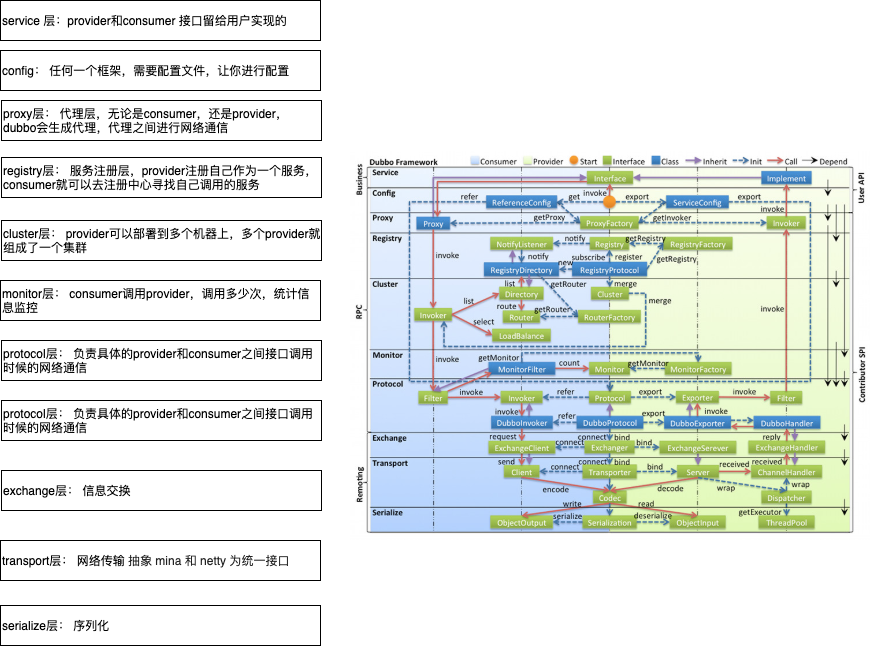 service 层：provider和consumer 接口留给用户实现的
config： 任何一个框架，需要配置文件，让你进行配置
proxy层： 代理层，无论是consumer，还是provider，
dubbo会生成代理，代理之间进行网络通信
registry层： 服务注册层，provider注册自己作为一个服务，
consumer就可以去注册中心寻找自己调用的服务
cluster层： provider可以部署到多个机器上，多个provider就
组成了一个集群
monitor层： consumer调用provider，调用多少次，统计信
息监控
protocol层： 负责具体的provider和consumer之间接口调用
时候的网络通信
protocol层： 负责具体的provider和consumer之间接口调用
时候的网络通信
exchange层： 信息交换
transport层： 网络传输 抽象 mina 和 netty 为统一接口
serialize层： 序列化
Dubbo Framework
Consumer Provider Start Interface Class Inherit Init Call Depend
Business
RPC
Remoting
User API
Contributor SPI
Service
Interface
Implement
Config
refer
ReferenceConfig
get
invoke
export
ServiceConfig
export
Proxy
Proxy
getProxy
ProxyFactory
getInvoker
invoke
Invoker
Registry
NotifyListener
notify
Registry
getRegistry
RegistryFactory
invoke
notify
subscribe
register
getRegistry
RegistryDirectory
new
RegistryProtocol
Cluster
list
getRouter
merge
Directory
Cluster
merge
list
Invoker
route
getRouter
Router
RouterFactory
invoke
select
LoadBalance
Monitor
invoke
getMonitor
MonitorFilter
count
Monitor
getMonitor
MonitorFactory
Protocol
Filter
invoke
Invoker
refer
Protocol
export
Exporter
invoke
Filter
invoke
refer
export
invoke
DubboInvoker
DubboProtocol
DubboExporter
DubboHandler
Exchange
request
connect
connect
bind
bind
reply
ExchangeClient
Exchanger
ExchangeSerever
ExchangeHandler
Transport
send
connect
connect
bind
bind
received
received
Client
Transporter
Server
ChannelHandler
encode
decode
wrap
wrap
Codec
Dispatcher
write
read
getExecutor
Serialize
ObjectOutput
serialize
Serialization
deserialize
ObjectInput
ThreadPool